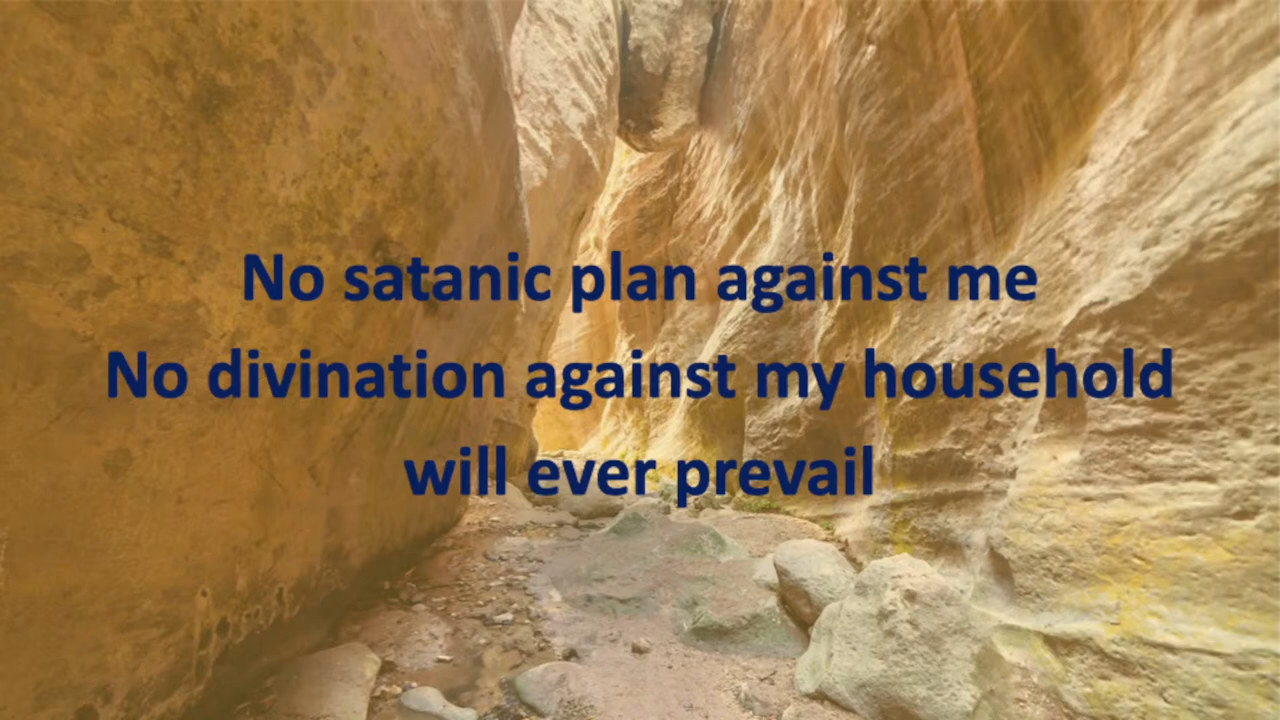 No satanic plan against me
No divination against my household
will ever prevail